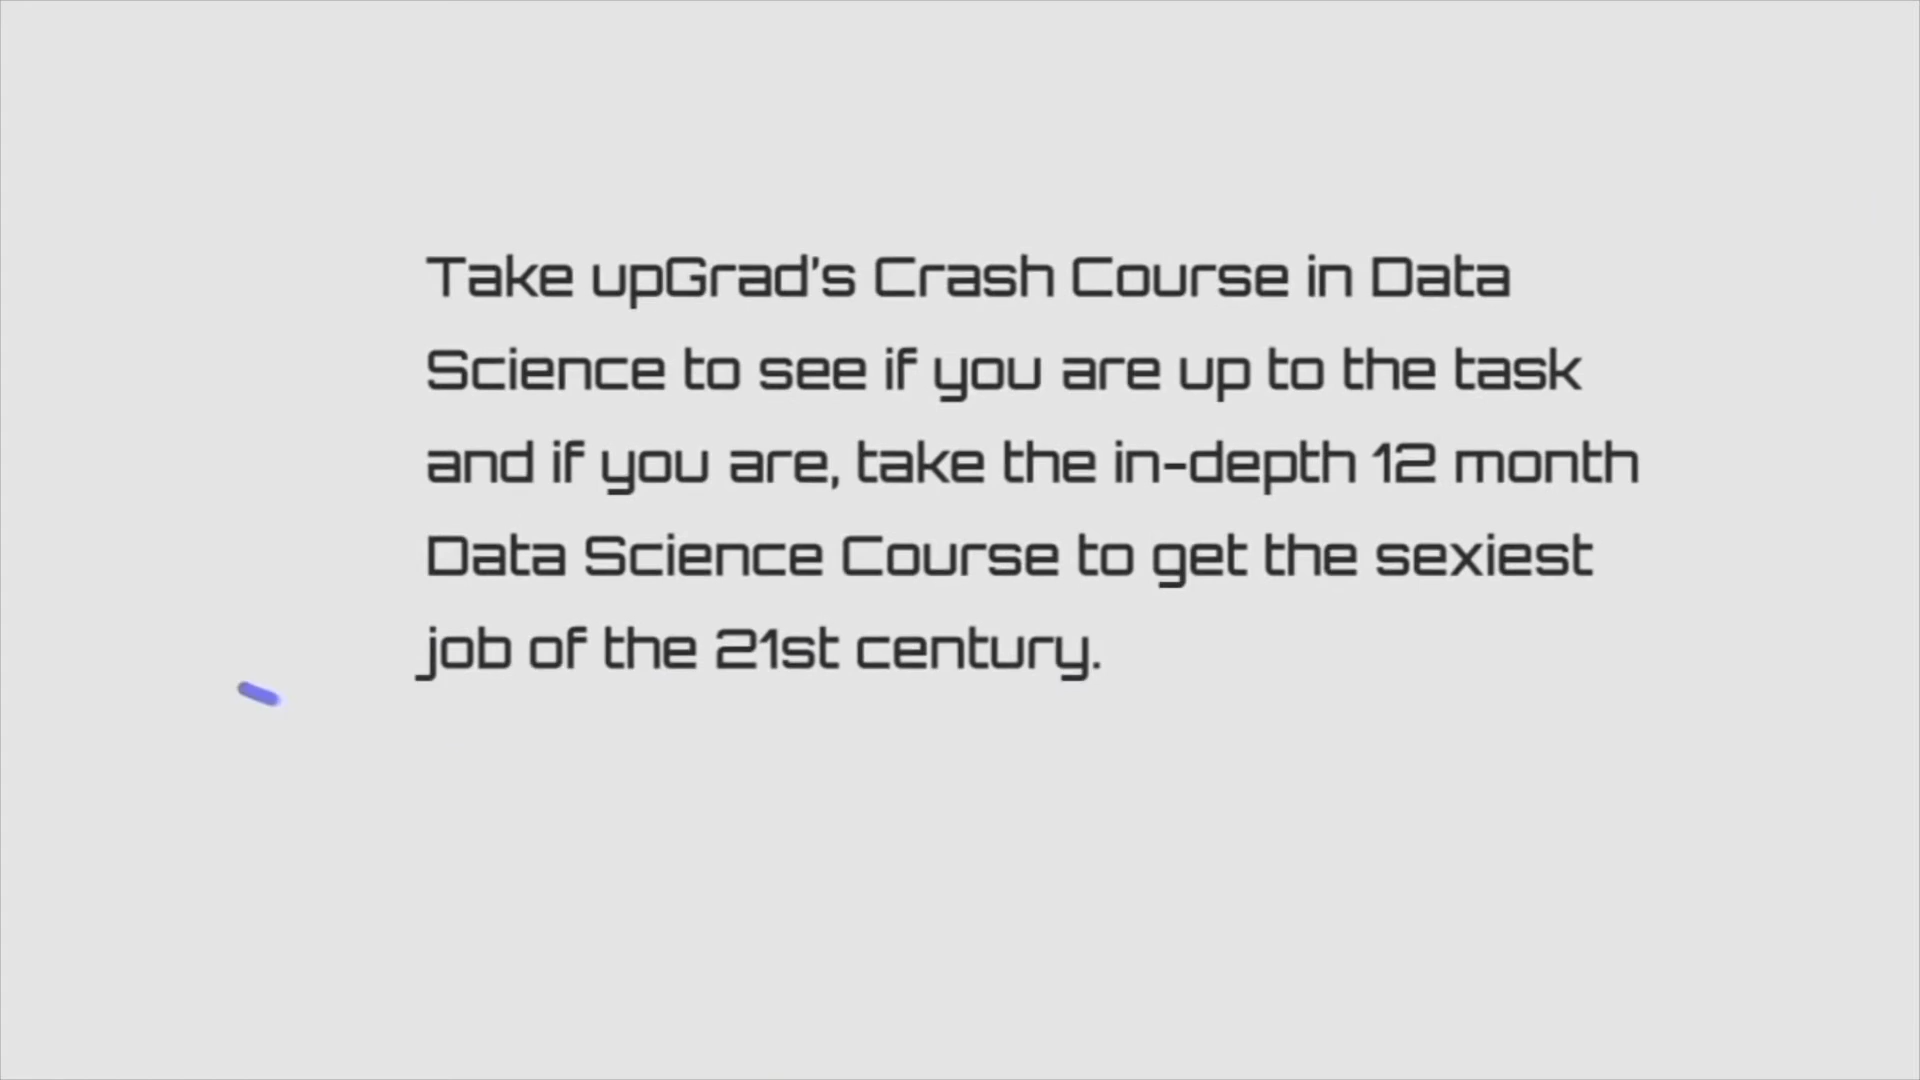 Take upGrad's Crash Course in Data
Science to see if you are up to the task
and if you are, take the in-depth 12 month
Data Science Course to get the sexiest
job of the 21st century.